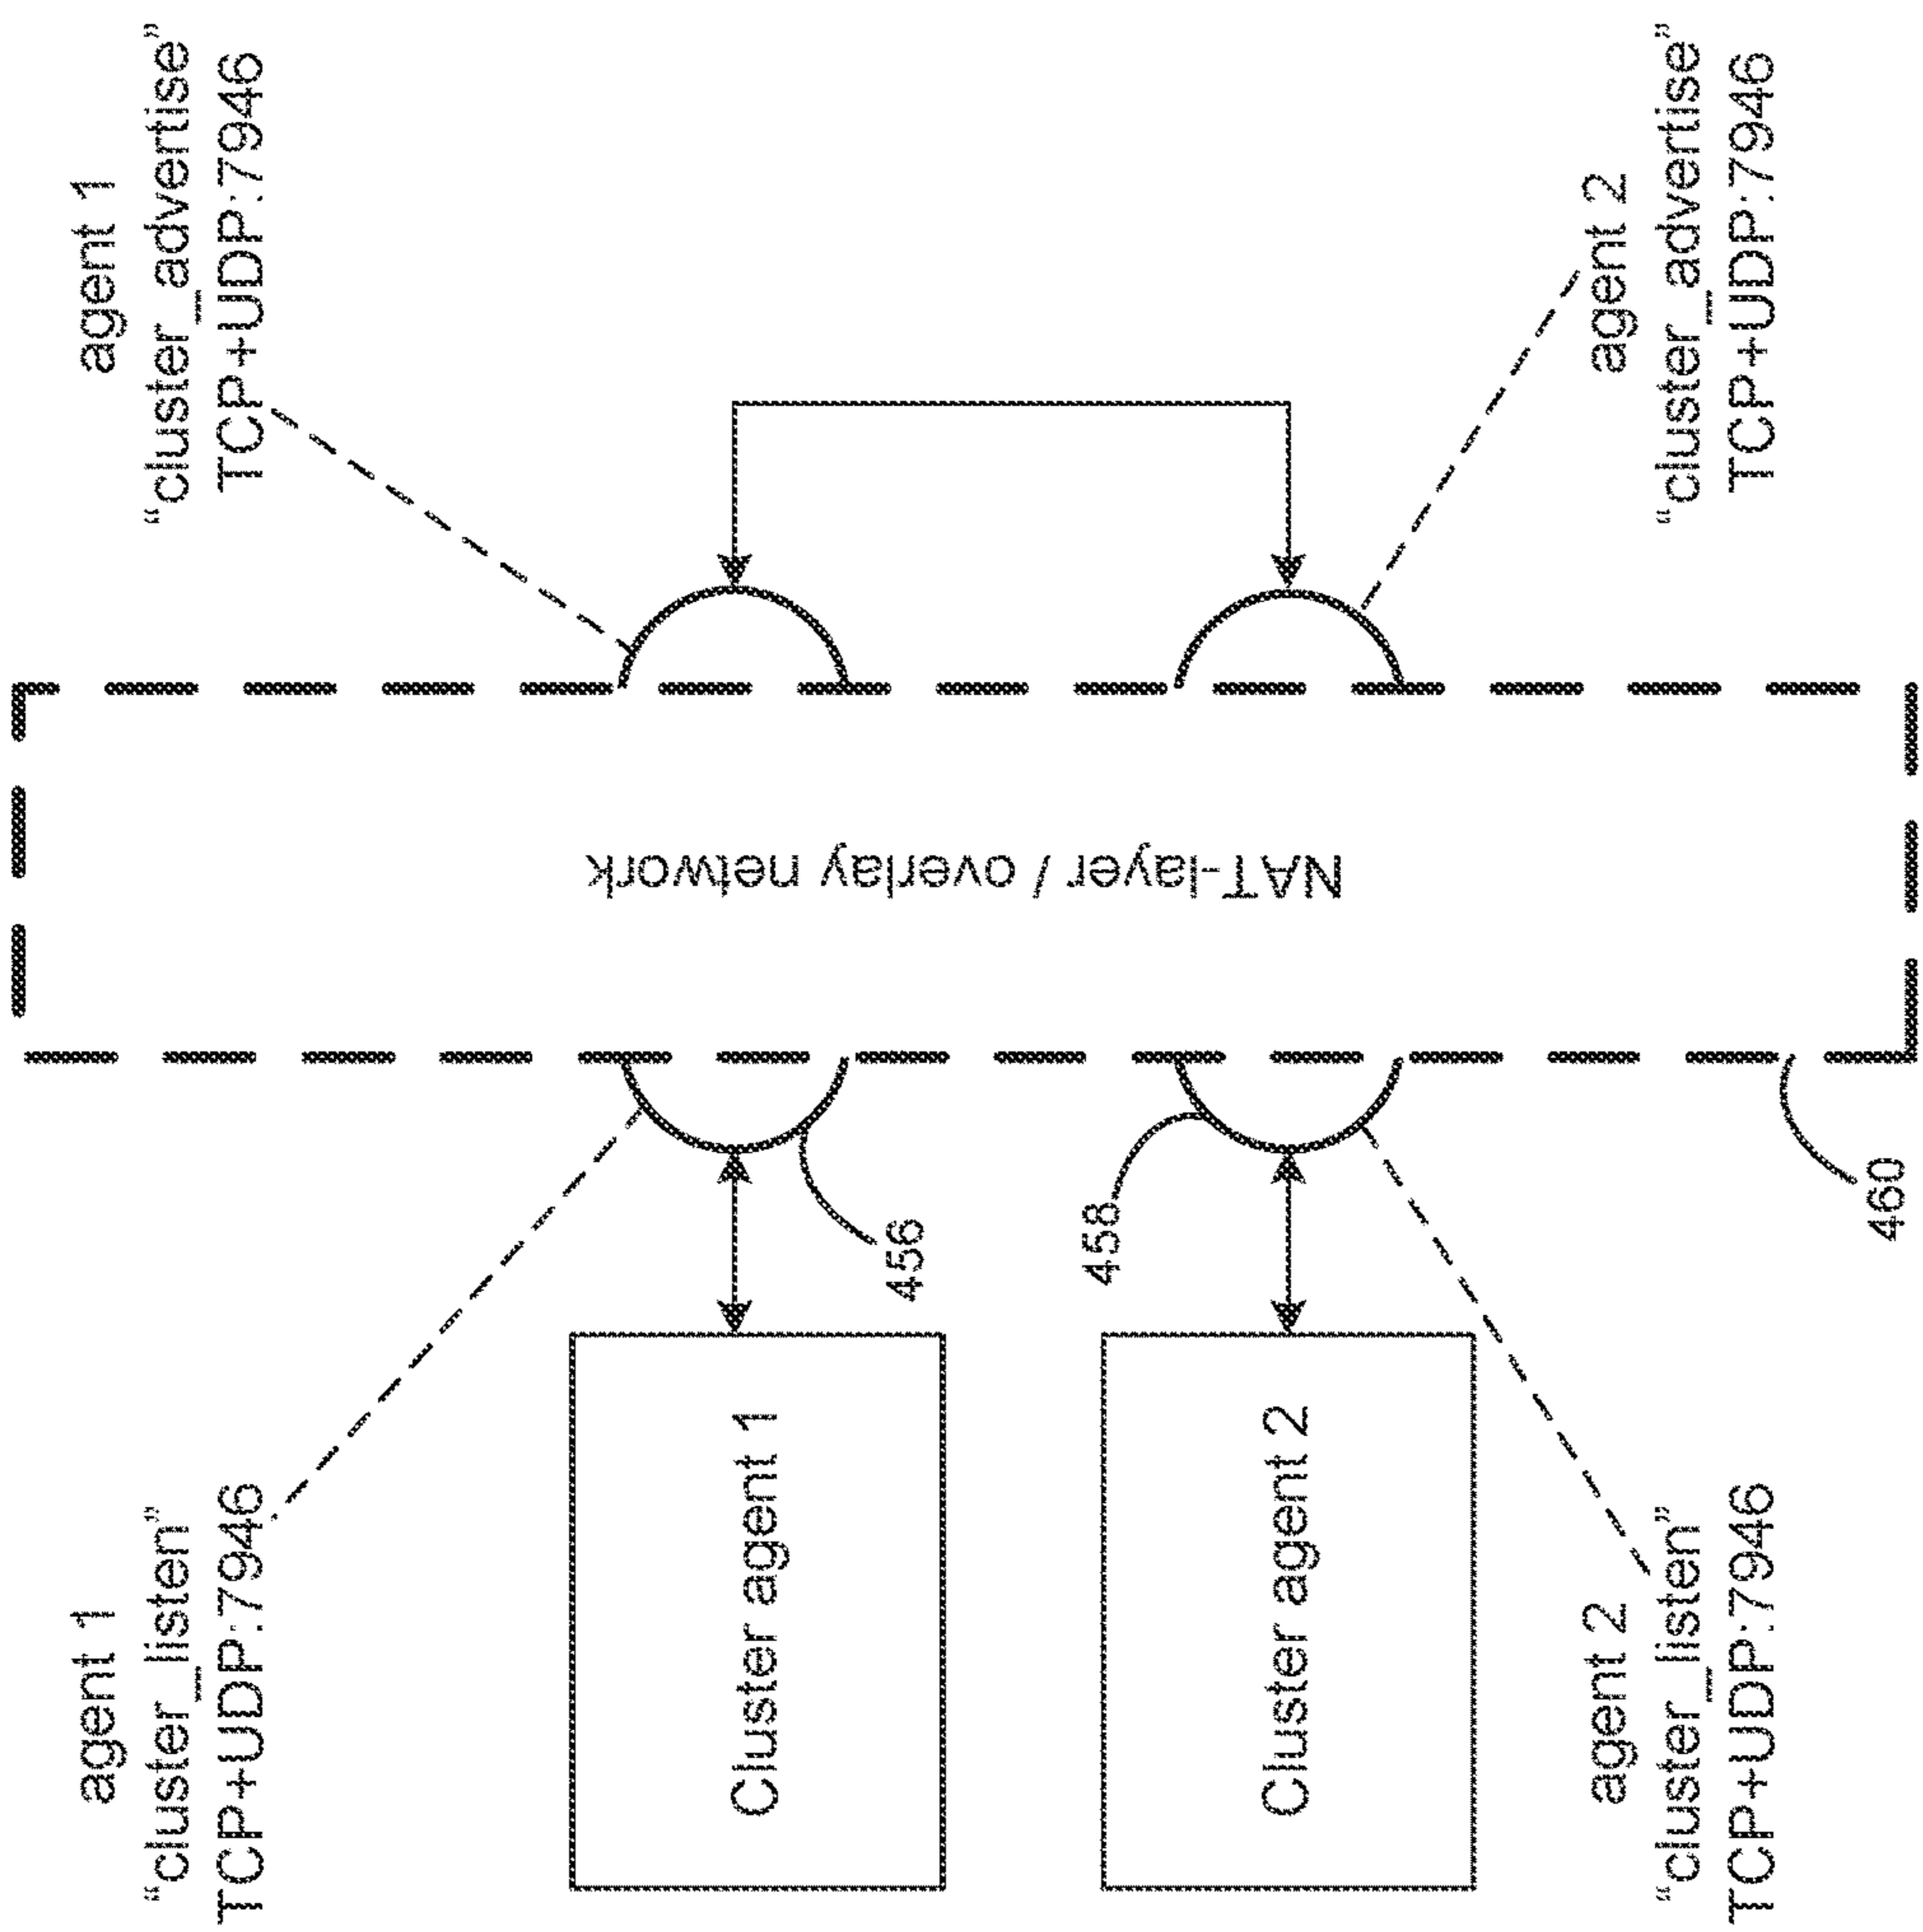 agent 1
“cluster_listen”
TCP+UDP:7946
agent 1
“cluster_advertise”
TCP+UDP:7946
Cluster agent 1
456
NAT-layer / overlay network
458
Cluster agent 2
agent 2
“cluster_listen”
TCP+UDP:7946
460
agent 2
“cluster_advertise”
TCP+UDP:7946